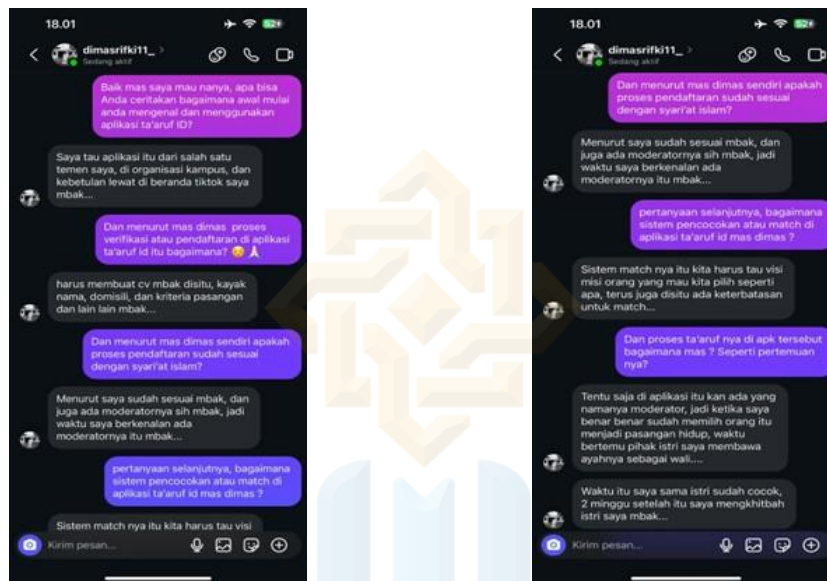 18.01
52
dimasrifki11_ >
Sedang aktif
Baik mas saya mau nanya, apa bisa
Anda ceritakan bagaimana awal mulai
anda mengenal dan menggunakan
aplikasi ta'aruf ID?
Saya tau aplikasi itu dari salah satu
temen saya, di organisasi kampus, dan
kebetulan lewat di beranda tiktok saya
mbak...
Dan menurut mas dimas proses
verifikasi atau pendaftaran di aplikasi
ta'aruf id itu bagaimana? 😊 🙏
harus membuat cv mbak disitu, kayak
nama, domisili, dan kriteria pasangan
dan lain lain mbak...
Dan menurut mas dimas sendiri apakah
proses pendaftaran sudah sesuai
dengan syari'at islam?
Menurut saya sudah sesuai mbak, dan
juga ada moderatornya sih mbak, jadi
waktu saya berkenalan ada
moderatornya itu mbak...
pertanyaan selanjutnya, bagaimana
sistem pencocokan atau match di
aplikasi ta'aruf id mas dimas ?
Sistem match nya itu kita harus tau visi
Kirim pesan...
18.01
52
dimasrifki11_ >
Sedang aktif
Dan menurut mas dimas sendiri apakah
proses pendaftaran sudah sesuai
dengan syari'at islam?
Menurut saya sudah sesuai mbak, dan
juga ada moderatornya sih mbak, jadi
waktu saya berkenalan ada
moderatornya itu mbak...
pertanyaan selanjutnya, bagaimana
sistem pencocokan atau match di
aplikasi ta'aruf id mas dimas ?
Sistem match nya itu kita harus tau visi
misi orang yang mau kita pilih seperti
apa, terus juga disitu ada keterbatasan
untuk match...
Dan proses ta'aruf nya di apk tersebut
bagaimana mas ? Seperti pertemuan
nya?
Tentu saja di aplikasi itu kan ada yang
namanya moderator, jadi ketika saya
benar benar sudah memilih orang itu
menjadi pasangan hidup, waktu
bertemu pihak istri saya membawa
ayahnya sebagai wali....
Waktu itu saya sama istri sudah cocok,
2 minggu setelah itu saya mengkhitbah
istri saya mbak...
Kirim pesan...